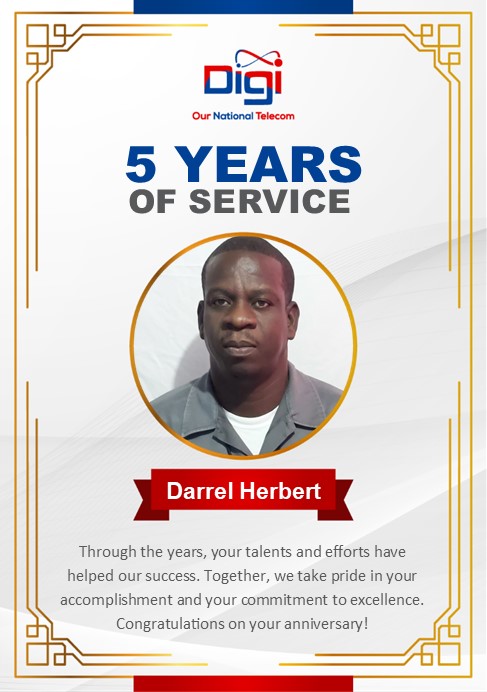 Digi
Our National Telecom
5 YEARS
OF SERVICE
Darrel Herbert
Through the years, your talents and efforts have
helped our success. Together, we take pride in your
accomplishment and your commitment to excellence.
Congratulations on your anniversary!